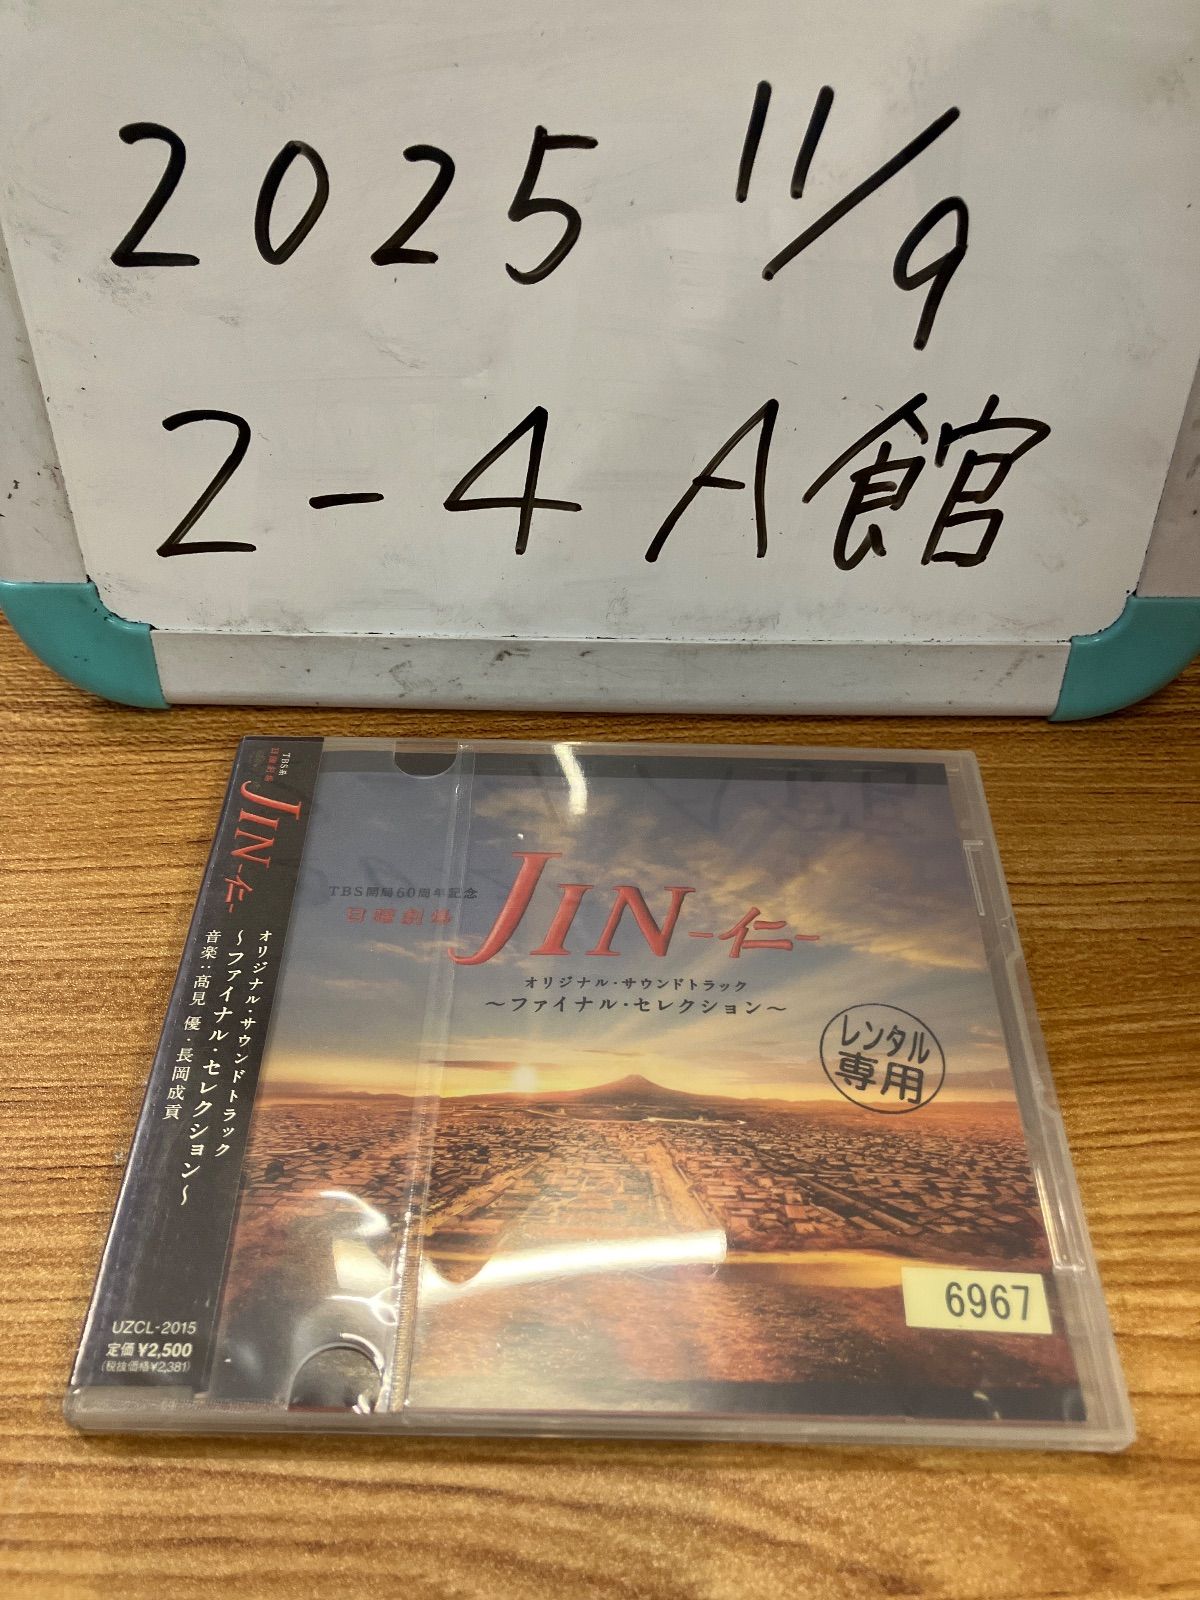 2025 11/9
2-4 A館
TBS系
日曜劇場
JIN-仁-
オリジナル・サウンドトラック
～ファイナル・セレクション～
音楽：髙見 優・長岡成貢
UZCL-2015
定価¥2,500
(税抜価格¥2,381)
TBS開局60周年記念
日曜劇場
JIN-仁-
オリジナル・サウンドトラック
～ファイナル・セレクション～
レンタル
専用
6967